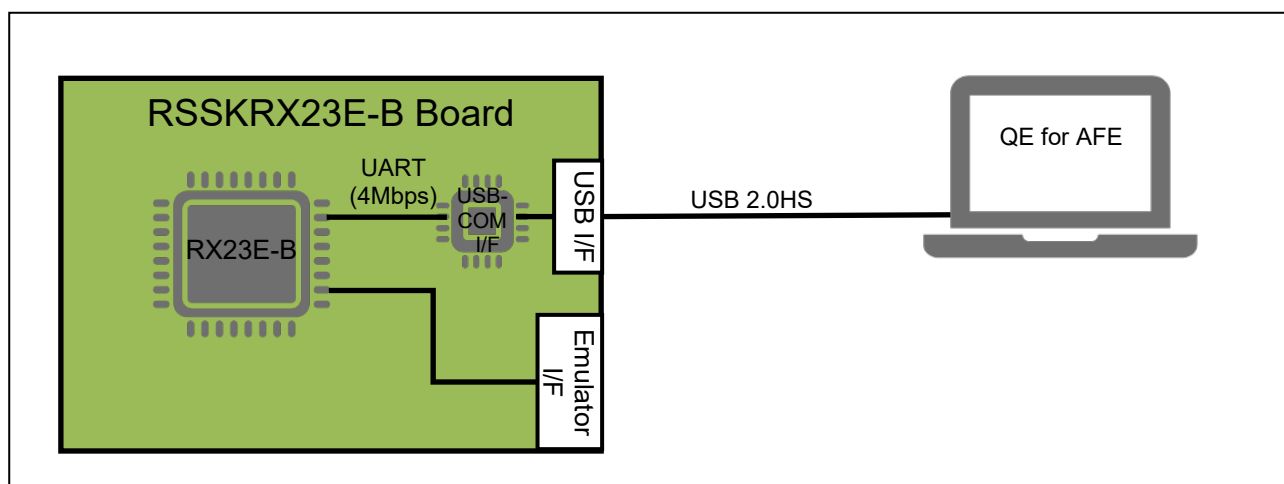 RSSKRX23E-B Board
UART
(4Mbps)
USB-
COM
I/F
RX23E-B
USB I/F
Emulator
I/F
USB 2.0HS
QE for AFE